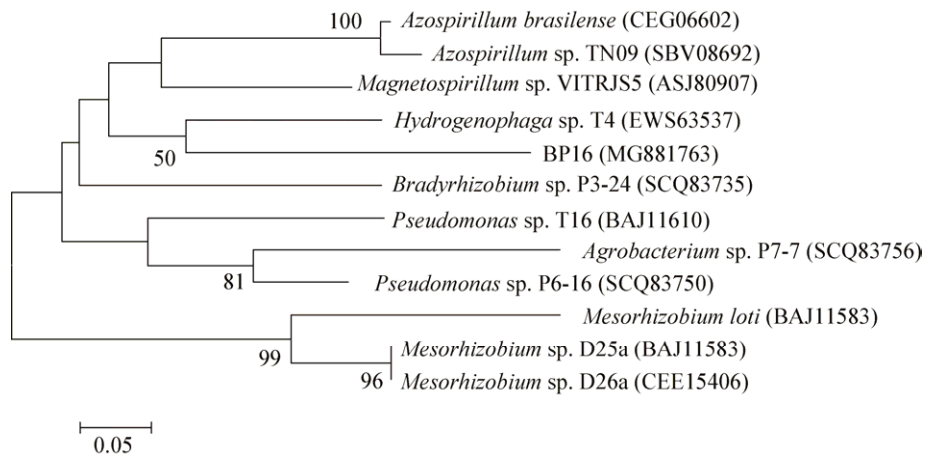 100
Azospirillum brasilense (CEG06602)
Azospirillum sp. TN09 (SBV08692)
Magnetospirillum sp. VITRJS5 (ASJ80907)
Hydrogenophaga sp. T4 (EWS63537)
50
BP16 (MG881763)
Bradyrhizobium sp. P3-24 (SCQ83735)
Pseudomonas sp. T16 (BAJ11610)
Agrobacterium sp. P7-7 (SCQ83756)
81
Pseudomonas sp. P6-16 (SCQ83750)
Mesorhizobium loti (BAJ11583)
99
Mesorhizobium sp. D25a (BAJ11583)
96
Mesorhizobium sp. D26a (CEE15406)
0.05